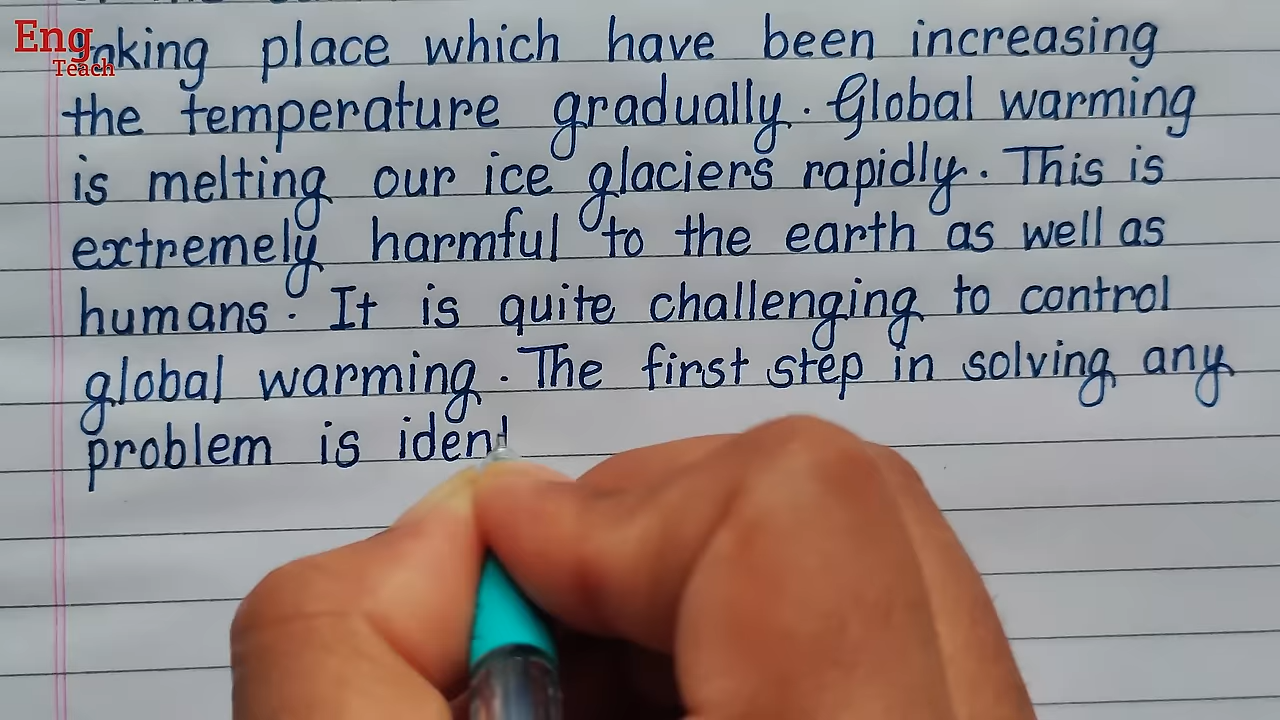 Eng
Teach
place which have been increasing
the temperature gradually. Global warming
is melting our ice glaciers rapidly. This is
extremely harmful to the earth as well as
humans. It is quite challenging to control
global warming. The first step in solving any
problem is iden